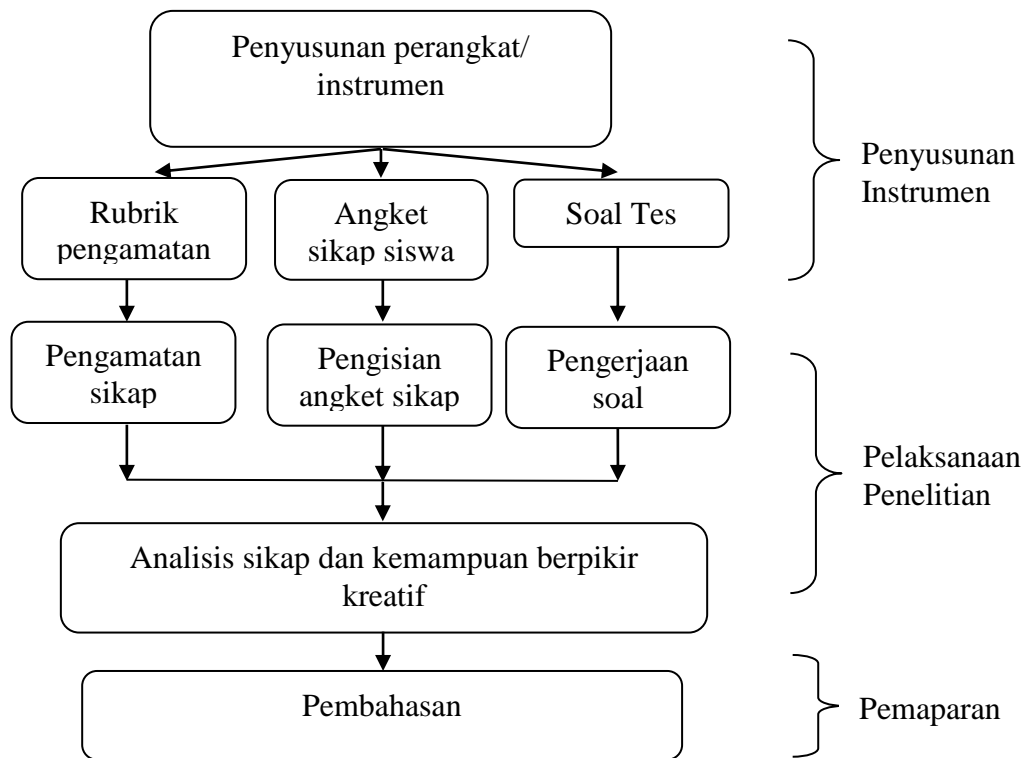 Penyusunan perangkat/
instrumen
Penyusunan
Instrumen
Rubrik
pengamatan
Angket
sikap siswa
Soal Tes
Pengamatan
sikap
Pengisian
angket sikap
Pengerjaan
soal
Pelaksanaan
Penelitian
Analisis sikap dan kemampuan berpikir
kreatif
Pembahasan
Pemaparan